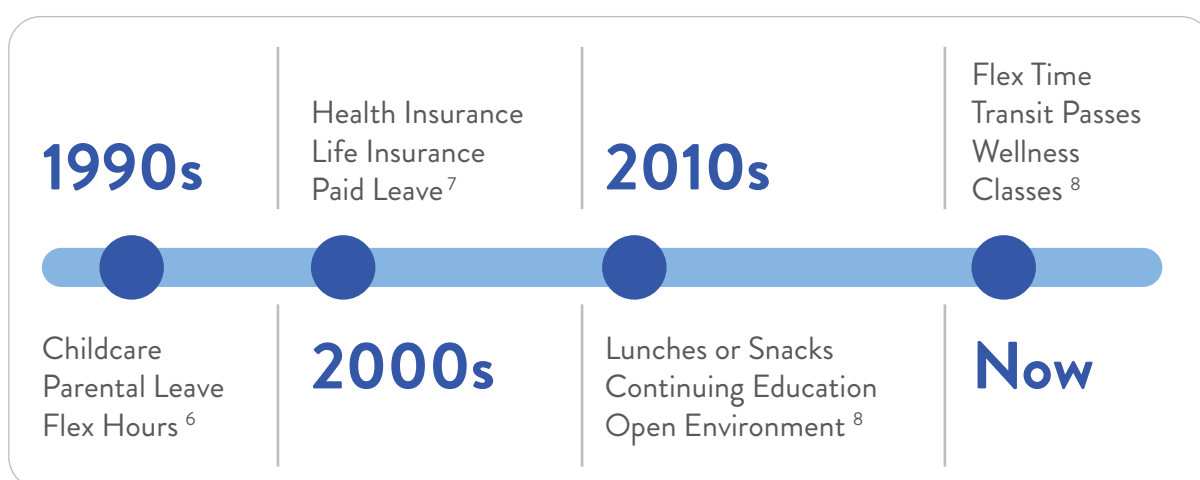 1990s
Childcare
Parental Leave
Flex Hours 6
Health Insurance
Life Insurance
Paid Leave 7
2000s
2010s
Lunches or Snacks
Continuing Education
Open Environment 8
Flex Time
Transit Passes
Wellness
Classes 8
Now